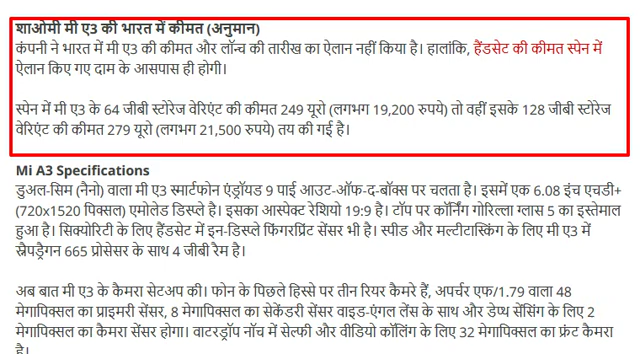 शाओमी मी ए3 की भारत में कीमत (अनुमान)
कंपनी ने भारत में मी ए3 की कीमत और लॉन्च की तारीख का ऐलान नहीं किया है। हालांकि, हैंडसेट की कीमत स्पेन में
ऐलान किए गए दाम के आसपास ही होगी।
स्पेन में मी ए3 के 64 जीबी स्टोरेज वेरिएंट की कीमत 249 यूरो (लगभग 19,200 रुपये) तो वहीं इसके 128 जीबी स्टोरेज
वेरिएंट की कीमत 279 यूरो (लगभग 21,500 रुपये) तय की गई है।
Mi A3 Specifications
डुअल-सिम (नैनो) वाला मी ए3 स्मार्टफोन एंड्रॉयड 9 पाई आउट-ऑफ-द-बॉक्स पर चलता है। इसमें एक 6.08 इंच एचडी+
(720x1520 पिक्सल) एमोलेड डिस्प्ले है। इसका आस्पेक्ट रेशियो 19:9 है। टॉप पर कॉर्निंग गोरिल्ला ग्लास 5 का इस्तेमाल
हुआ है। सिक्योरिटी के लिए हैंडसेट में इन-डिस्प्ले फिंगरप्रिंट सेंसर भी है। स्पीड और मल्टीटास्किंग के लिए मी ए3 में
स्नैपड्रैगन 665 प्रोसेसर के साथ 4 जीबी रैम है।
अब बात मी ए3 के कैमरा सेटअप की। फोन के पिछले हिस्से पर तीन रियर कैमरे हैं, अपर्चर एफ/1.79 वाला 48
मेगापिक्सल का प्राइमरी सेंसर, 8 मेगापिक्सल का सेकेंडरी सेंसर वाइड-एंगल लेंस के साथ और डेप्थ सेंसिंग के लिए 2
मेगापिक्सल का कैमरा सेंसर होगा। वाटरड्रॉप नॉच में सेल्फी और वीडियो कॉलिंग के लिए 32 मेगापिक्सल का फ्रंट कैमरा
है।